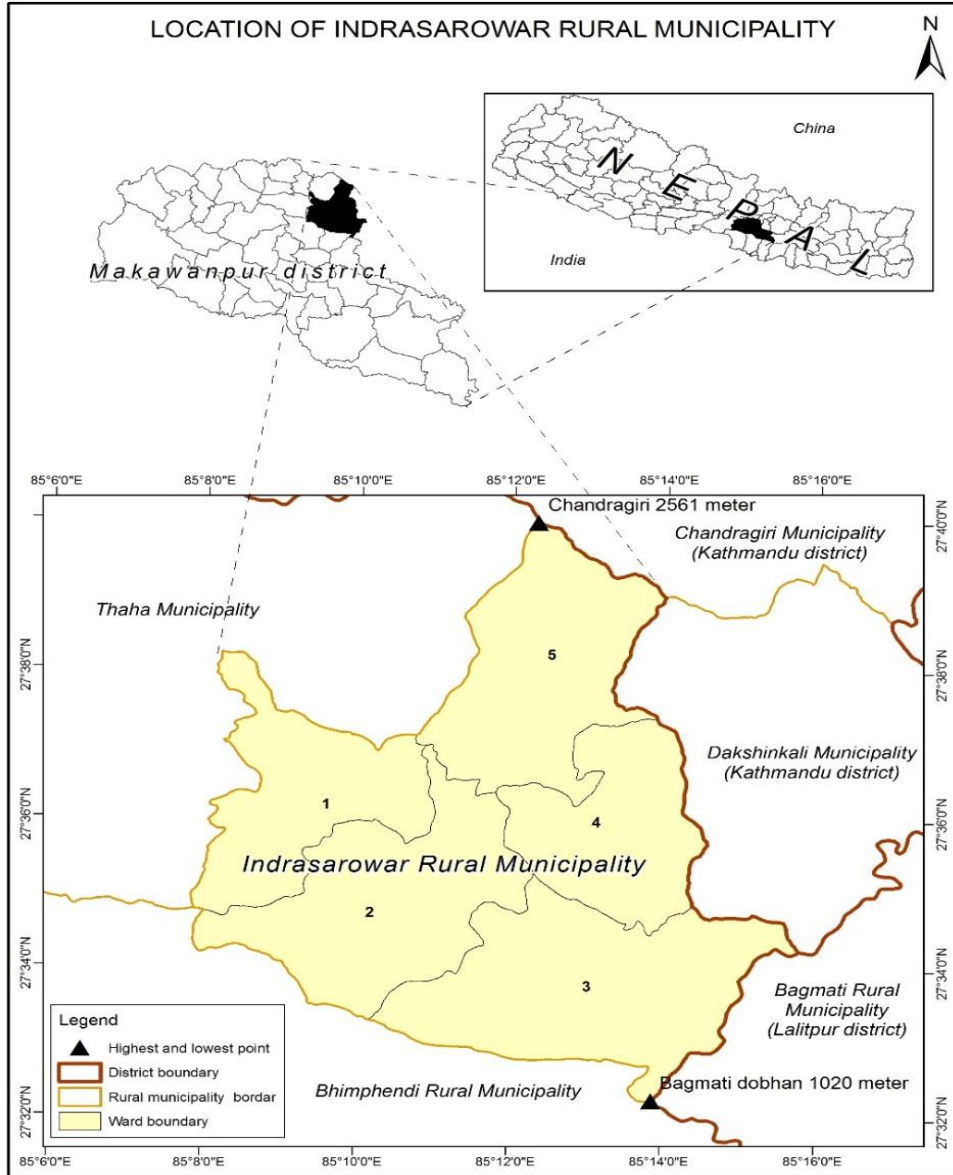 LOCATION OF INDRASAROWAR RURAL MUNICIPALITY
N
China
NEPAL
India
Makawanpur district
85°6'0"E 85°8'0"E 85°10'0"E 85°12'0"E 85°14'0"E 85°16'0"E
Chandragiri 2561 meter
27°40'0"N
Chandragiri Municipality
(Kathmandu district)
Thaha Municipality
5
27°38'0"N
27°38'0"N
Dakshinkali Municipality
(Kathmandu district)
1
4
27°36'0"N
27°36'0"N
Indrasarowar Rural Municipality
2
3
27°34'0"N
27°34'0"N
Bagmati Rural
Municipality
(Lalitpur district)
Legend
Highest and lowest point
District boundary
Rural municipality bordar
Ward boundary
Bhimphendi Rural Municipality
Bagmati dobhan 1020 meter
27°32'0"N
27°32'0"N
85°6'0"E 85°8'0"E 85°10'0"E 85°12'0"E 85°14'0"E 85°16'0"E